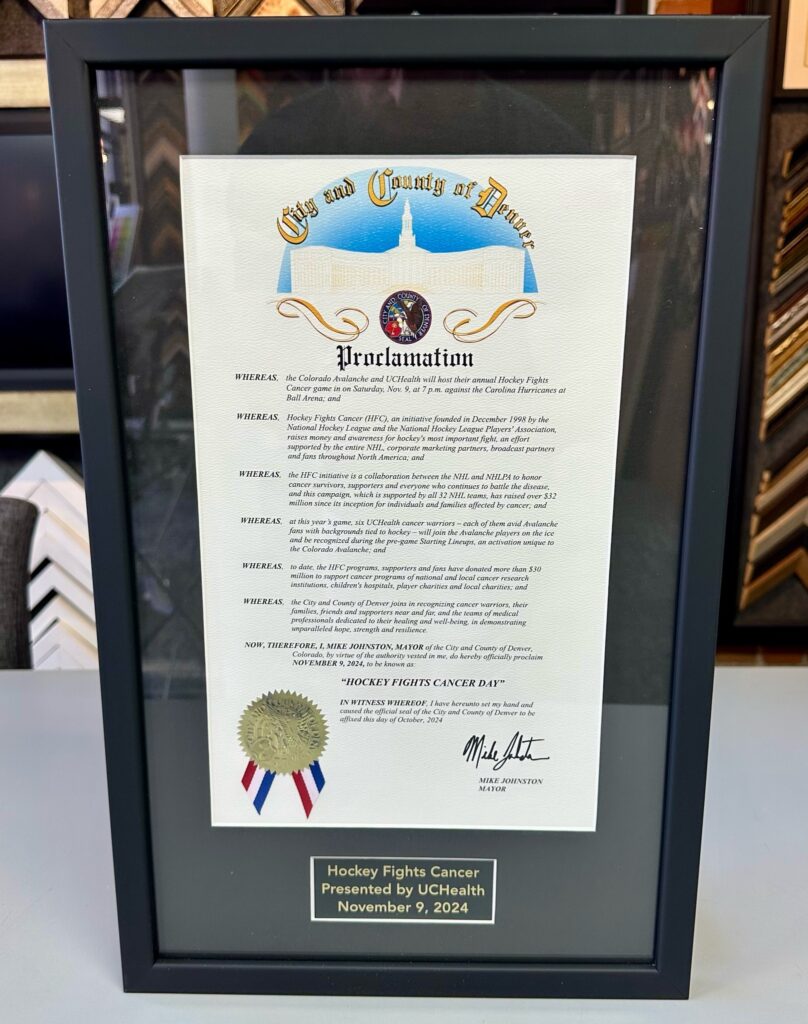 City and County of Denver
CITY AND COUNTY OF DENVER
SEAL
Proclamation
WHEREAS, the Colorado Avalanche and UCHealth will host their annual Hockey Fights
Cancer game in on Saturday, Nov. 9, at 7 p.m. against the Carolina Hurricanes at
Ball Arena; and
WHEREAS, Hockey Fights Cancer (HFC), an initiative founded in December 1998 by the
National Hockey League and the National Hockey League Players' Association,
raises money and awareness for hockey's most important fight, an effort
supported by the entire NHL, corporate marketing partners, broadcast partners
and fans throughout North America; and
WHEREAS, the HFC initiative is a collaboration between the NHL and NHLPA to honor
cancer survivors, supporters and everyone who continues to battle the disease,
and this campaign, which is supported by all 32 NHL teams, has raised over $32
million since its inception for individuals and families affected by cancer; and
WHEREAS, at this year's game, six UCHealth cancer warriors – each of them avid Avalanche
fans with backgrounds tied to hockey – will join the Avalanche players on the ice
and be recognized during the pre-game Starting Lineups, an activation unique to
the Colorado Avalanche; and
WHEREAS, to date, the HFC programs, supporters and fans have donated more than $30
million to support cancer programs of national and local cancer research
institutions, children's hospitals, player charities and local charities; and
WHEREAS, the City and County of Denver joins in recognizing cancer warriors, their
families, friends and supporters near and far, and the teams of medical
professionals dedicated to their healing and well-being, in demonstrating
unparalleled hope, strength and resilience.
NOW, THEREFORE, I, MIKE JOHNSTON, MAYOR of the City and County of Denver,
Colorado, by virtue of the authority vested in me, do hereby officially proclaim
NOVEMBER 9, 2024, to be known as:
“HOCKEY FIGHTS CANCER DAY”
IN WITNESS WHEREOF, I have hereunto set my hand and
caused the official seal of the City and County of Denver to be
affixed this day of October, 2024
Mike Johnston
MIKE JOHNSTON
MAYOR
Hockey Fights Cancer
Presented by UCHealth
November 9, 2024